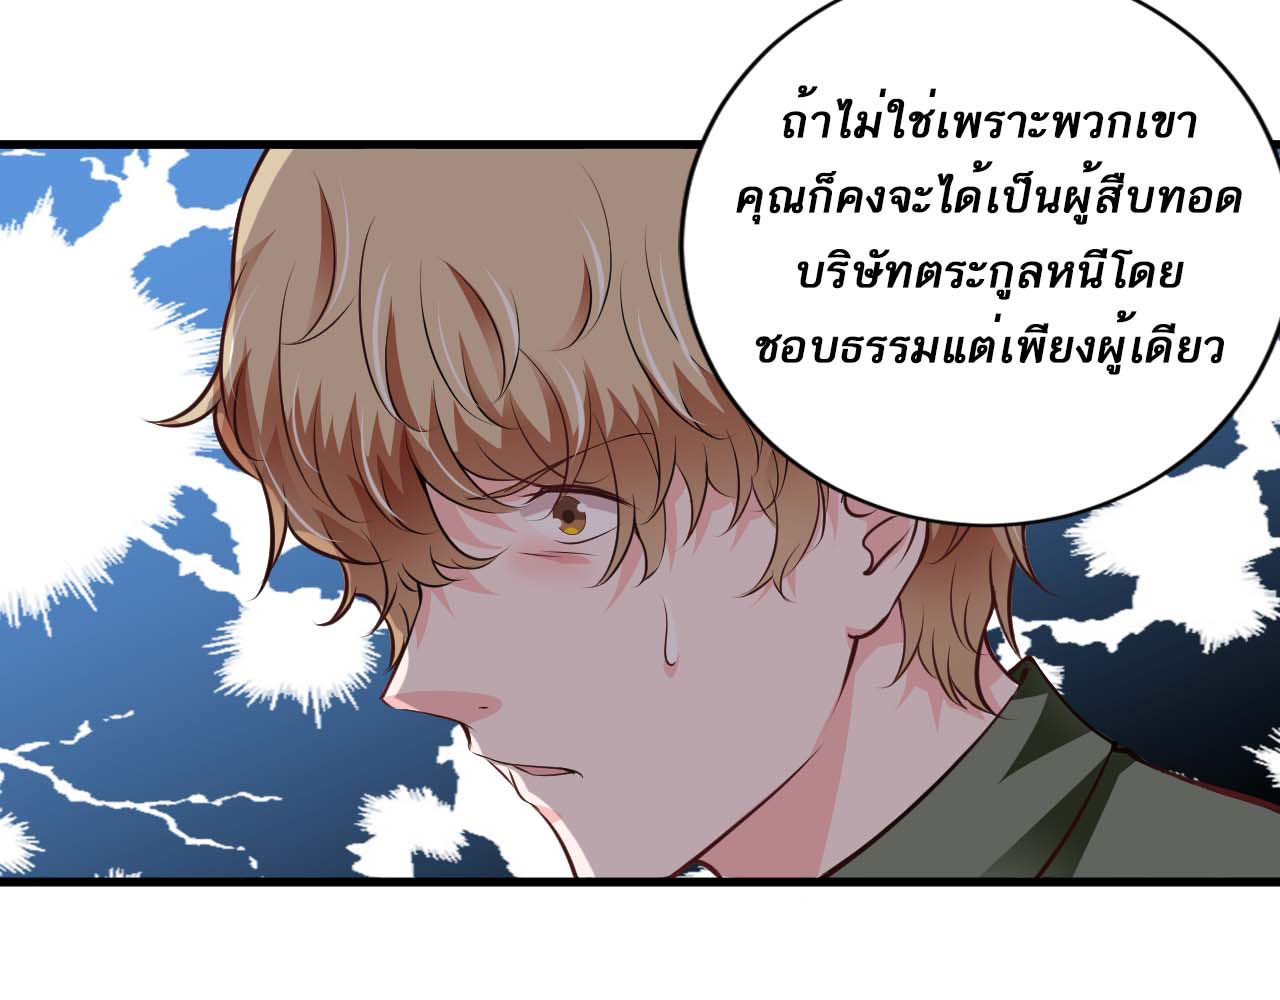 ถ้าไม่ใช่เพราะพวกเขา
คุณก็คงจะได้เป็นผู้สืบทอด
บริษัทตระกูลหนีโดย
ชอบธรรมแต่เพียงผู้เดียว